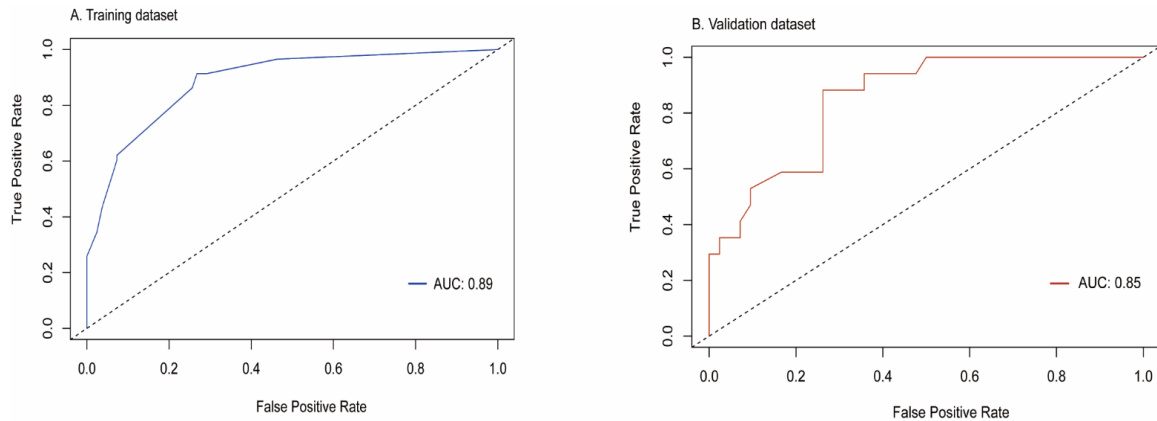 A. Training dataset
1.0
0.8
0.6
0.4
0.2
0.0
True Positive Rate
AUC: 0.89
0.0 0.2 0.4 0.6 0.8 1.0
False Positive Rate
B. Validation dataset
1.0
0.8
0.6
0.4
0.2
0.0
True Positive Rate
AUC: 0.85
0.0 0.2 0.4 0.6 0.8 1.0
False Positive Rate